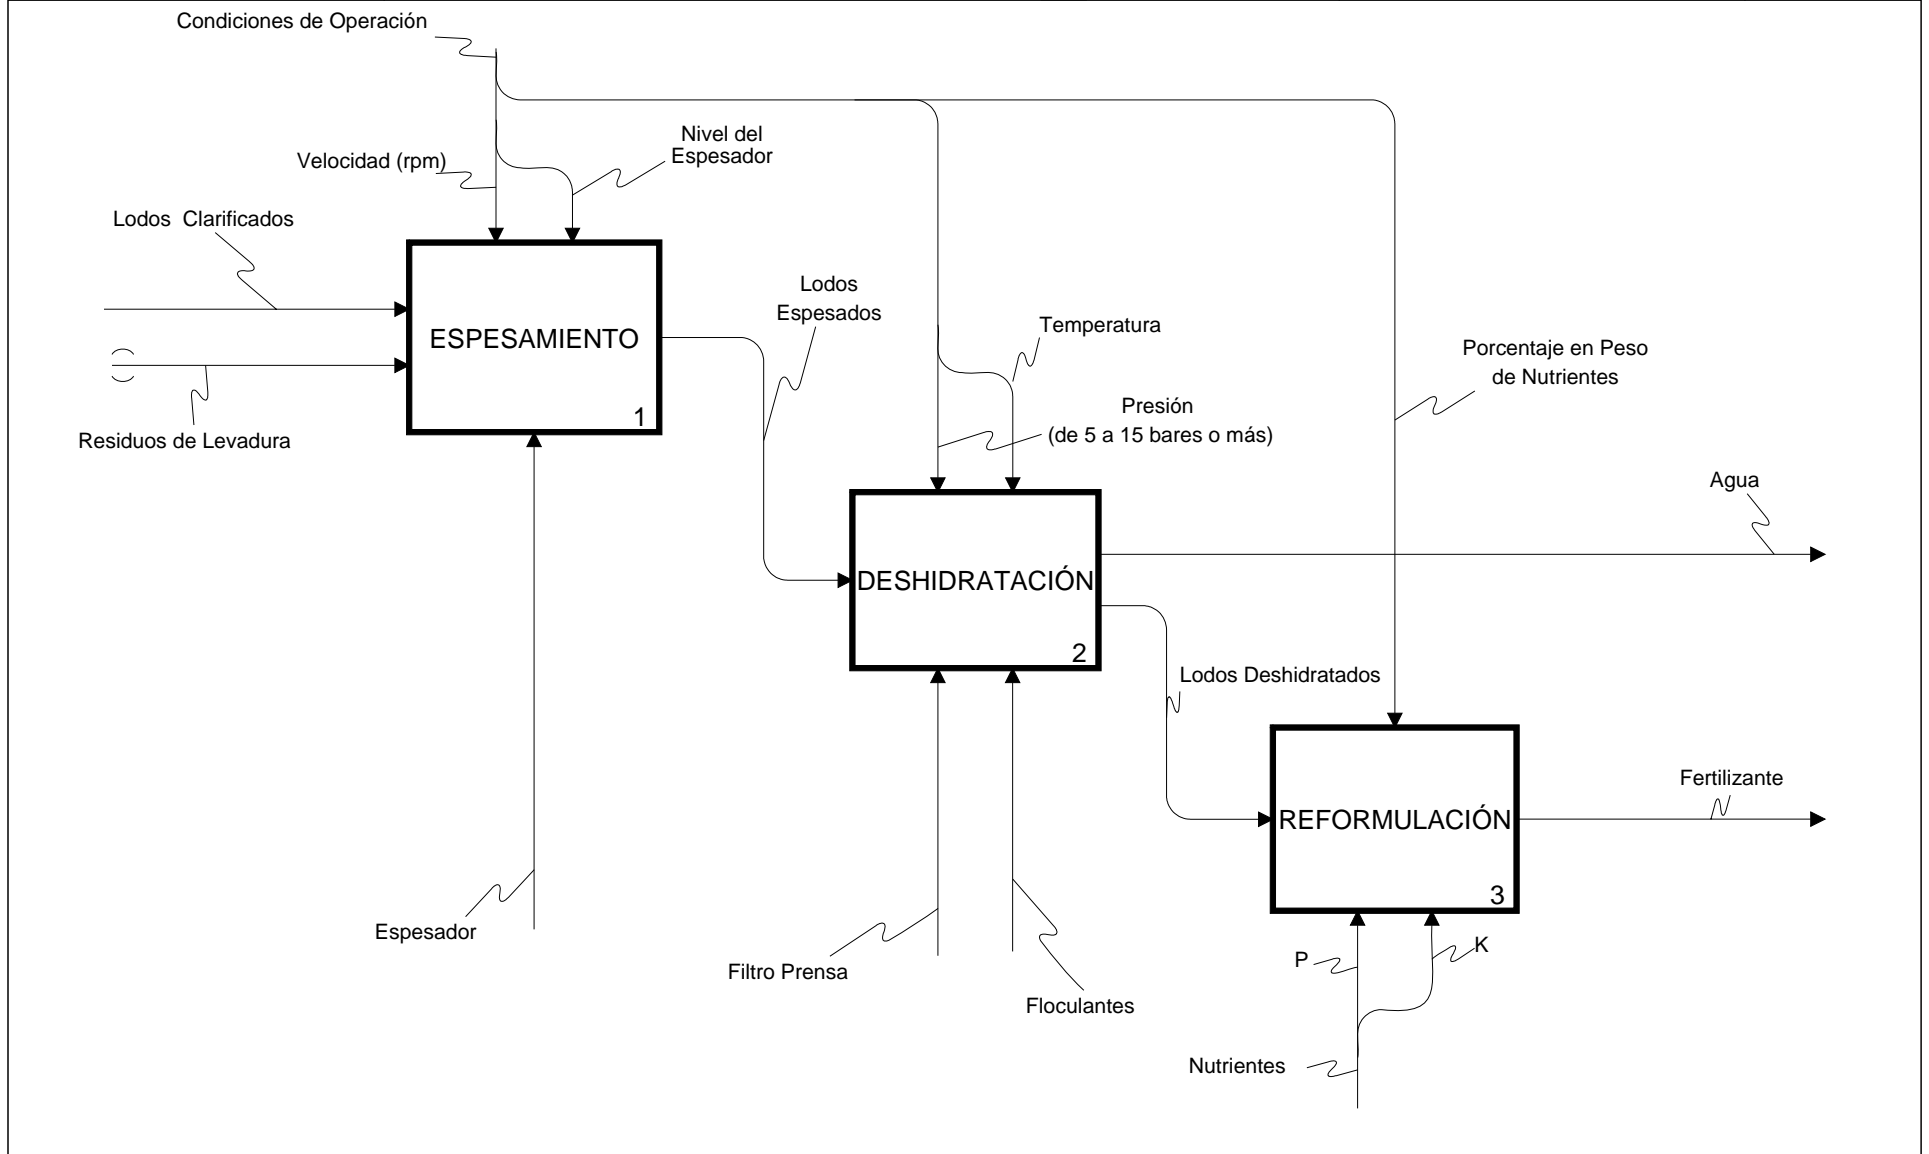 Condiciones de Operación
Nivel del
Espesador
Velocidad (rpm)
Lodos  Clarificados
Lodos
Espesados
ESPESAMIENTO
1
Residuos de Levadura
Temperatura
Porcentaje en Peso
de Nutrientes
Presión
(de 5 a 15 bares o más)
Agua
DESHIDRATACIÓN
2
Lodos Deshidratados
Fertilizante
REFORMULACIÓN
3
Espesador
Filtro Prensa
Floculantes
P
K
Nutrientes